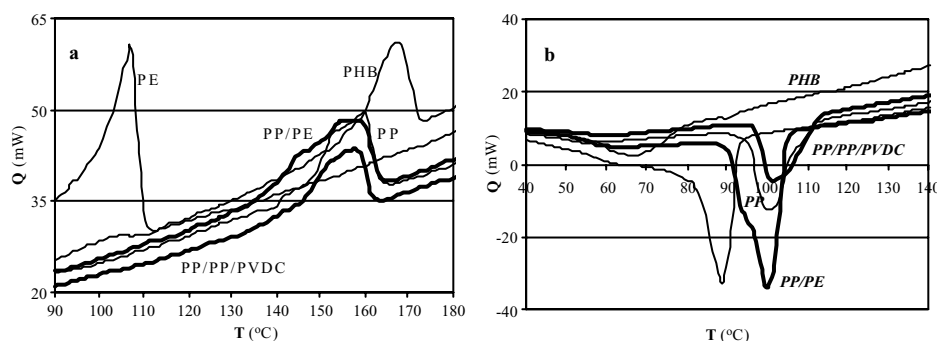 65
50
35
20
Q (mW)
a
PE
PHB
PP/PE
PP
PP/PP/PVDC
90 100 110 120 130 140 150 160 170 180
T (ºC)
40
20
0
-20
-40
Q (mW)
b
PHB
PP/PP/PVDC
PP
PP/PE
40 50 60 70 80 90 100 110 120 130 140
T (ºC)